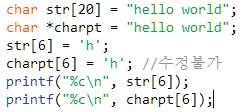 char str[20] = "hello world";
char *charpt = "hello world";
str[6] = 'h';
charpt[6] = 'h'; //수정불가
printf("%c\n", str[6]);
printf("%c\n", charpt[6]);